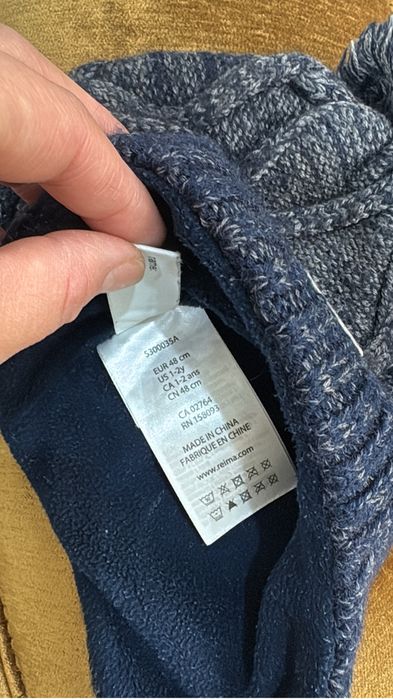 5300035A
EUR 48 cm
US 1-2y
CA 1-2 ans
CN 48 cm
CA 02764
RN 158093
MADE IN CHINA
FABRIQUE EN CHINE
www.reima.com